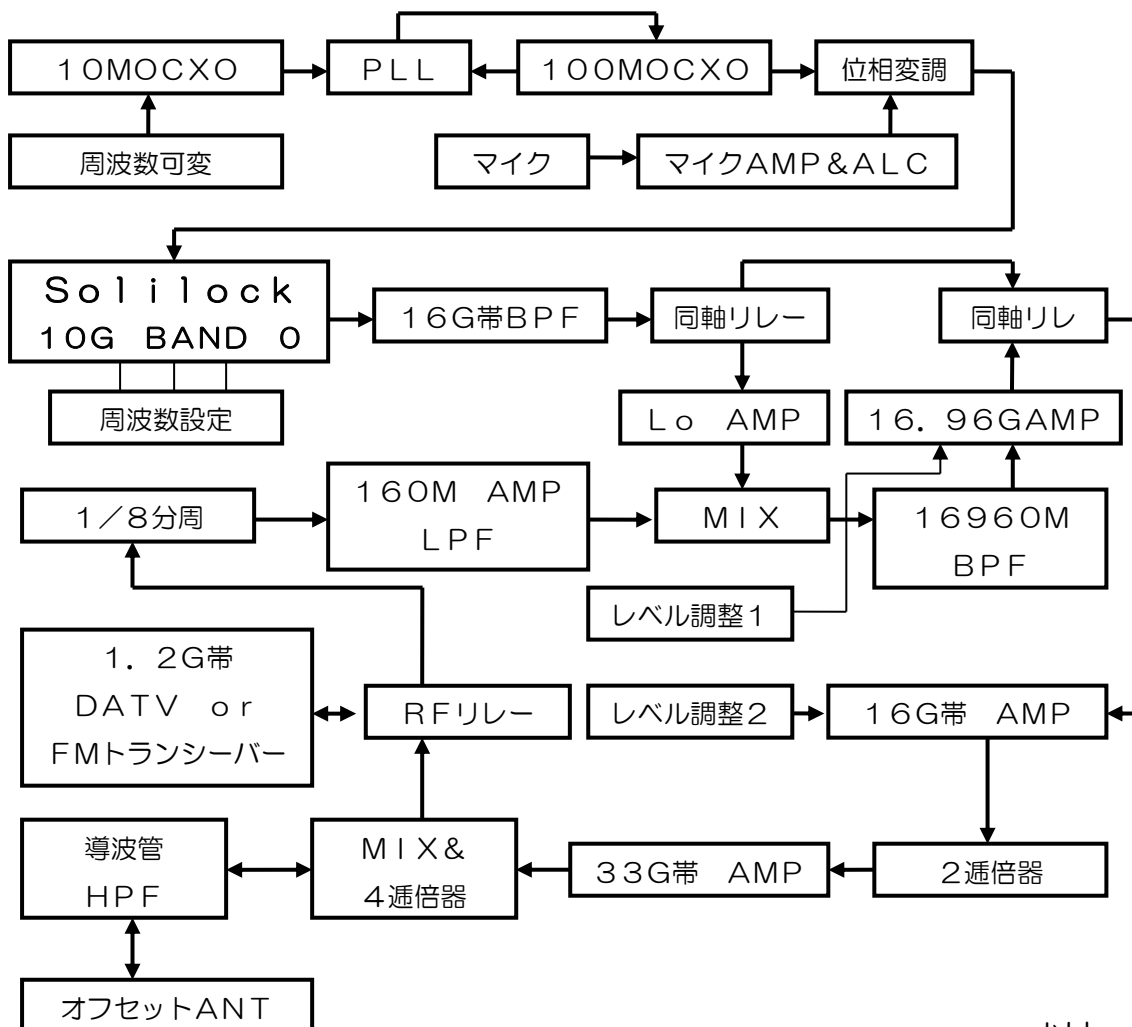 10MOCXO
PLL
100MOCXO
位相変調
周波数可変
マイク
マイクAMP&ALC
Solilock
10G BAND 0
16G帯BPF
同軸リレー
同軸リレ
周波数設定
Lo AMP
16.96GAMP
1/8分周
160M AMP
LPF
MIX
16960M
BPF
レベル調整1
1.2G帯
DATV or
FMトランシーバー
RFリレー
レベル調整2
16G帯 AMP
導波管
HPF
MIX&
4逓倍器
33G帯 AMP
2逓倍器
オフセットANT